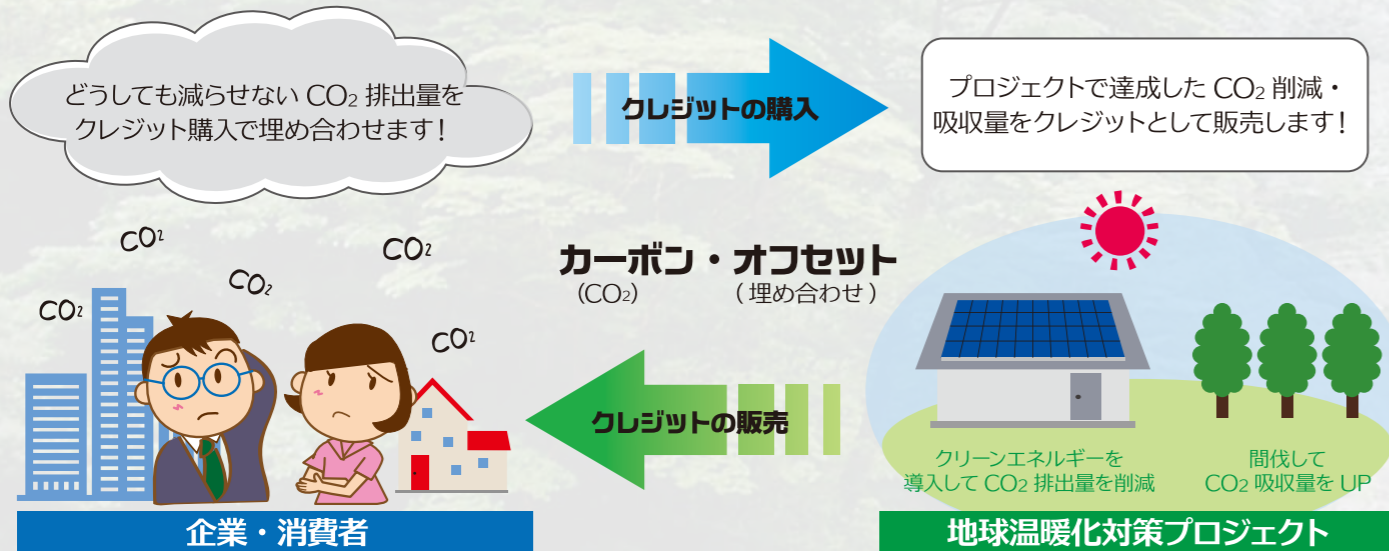 どうしても減らせない CO₂ 排出量を
クレジット購入で埋め合わせます!
クレジットの購入
プロジェクトで達成した CO₂ 削減・
吸収量をクレジットとして販売します!
CO₂
CO₂
CO₂
CO₂
CO₂
カーボン・オフセット
(CO₂) (埋め合わせ)
クレジットの販売
クリーンエネルギーを
導入して CO₂ 排出量を削減
間伐して
CO₂ 吸収量を UP
企業・消費者
地球温暖化対策プロジェクト